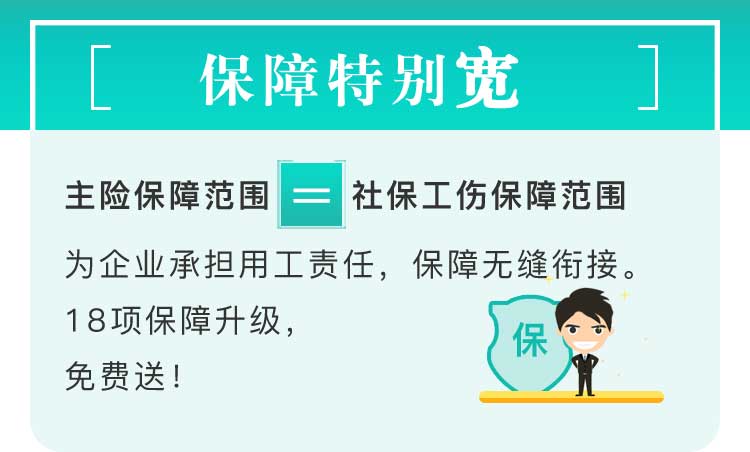 保障特别宽
主险保障范围=社保工伤保障范围
为企业承担用工责任，保障无缝衔接。
18项保障升级，
免费送！
保